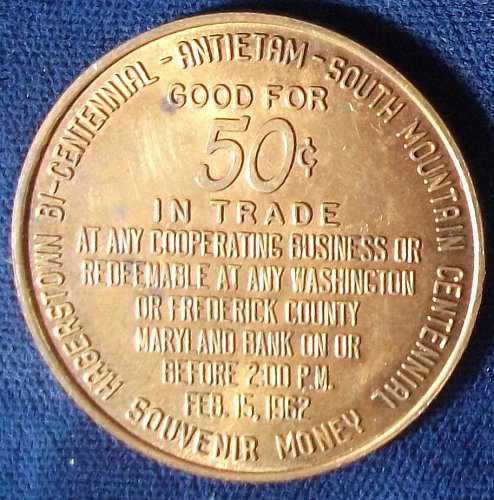 HAGERSTOWN BI-CENTENNIAL - ANTIETAM - SOUTH MOUNTAIN CENTENNIAL
GOOD FOR
50¢
IN TRADE
AT ANY COOPERATING BUSINESS OR
REDEEMABLE AT ANY WASHINGTON
OR FREDERICK COUNTY
MARYLAND BANK ON OR
BEFORE 2:00 P.M.
FEB. 15, 1962
SOUVENIR MONEY